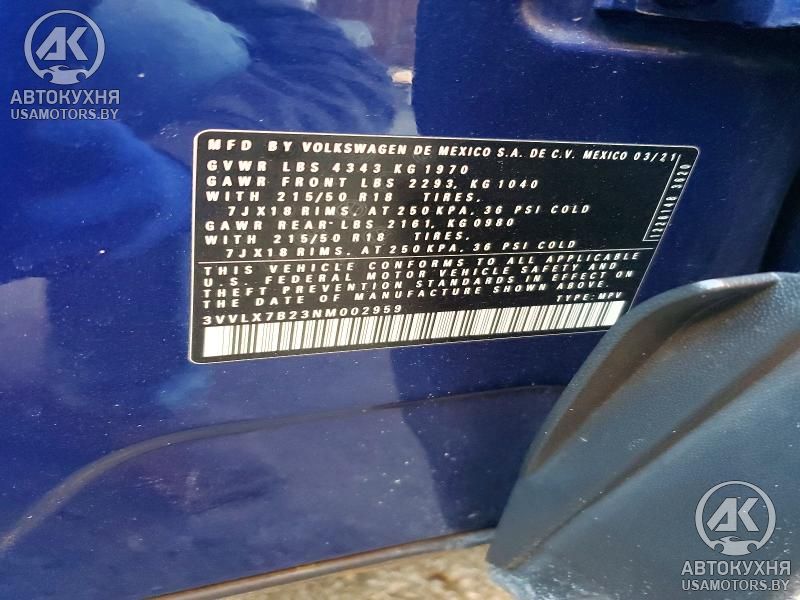 AK
АВТОКУХНЯ
USAMOTORS.BY
MFD BY VOLKSWAGEN DE MEXICO S.A. DE C.V. MEXICO 03/21
GVWR LBS 4343 KG 1970
GAWR FRONT LBS 2293, KG 1040
WITH 215/50 R18 TIRES.
7JX18 RIMS. AT 250 KPA. 36 PSI COLD
GAWR REAR LBS 2161, KG 0980
WITH 215/50 R18 TIRES.
7JX18 RIMS. AT 250 KPA. 36 PSI COLD
THIS VEHICLE CONFORMS TO ALL APPLICABLE
U.S. FEDERAL MOTOR VEHICLE SAFETY AND
THEFT PREVENTION STANDARDS IN EFFECT ON
THE DATE OF MANUFACTURE SHOWN ABOVE.
TYPE: MPV
3VVLX7B23NM002959
AK
АВТОКУХНЯ
USAMOTORS.BY